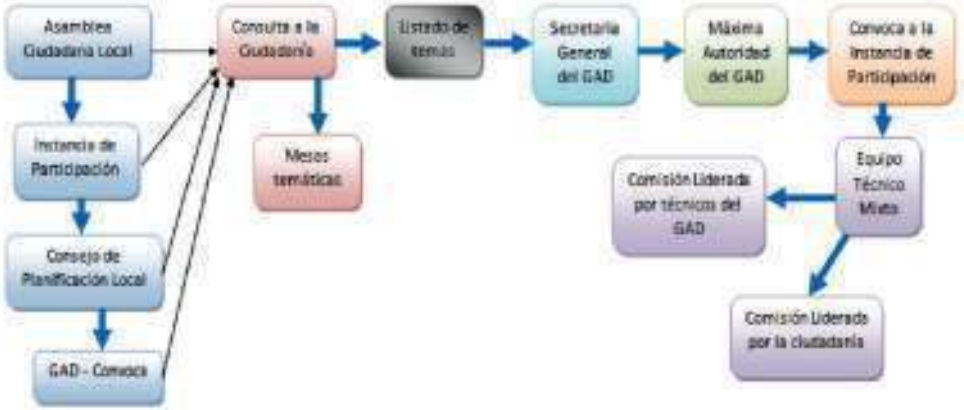 Asamblea
Ciudadana Local
Instancia de
Participación
Consejo de
Planificación Local
GAD - Convoca
Consulta a la
Ciudadanía
Mesas
temáticas
Listado de
temas
Secretaria
General
del GAD
Máxima
Autoridad
del GAD
Convoca a la
Instancia de
Participación
Equipo
Técnico
Mixto
Comisión Liderada
por técnicos del
GAD
Comisión Liderada
por la ciudadanía